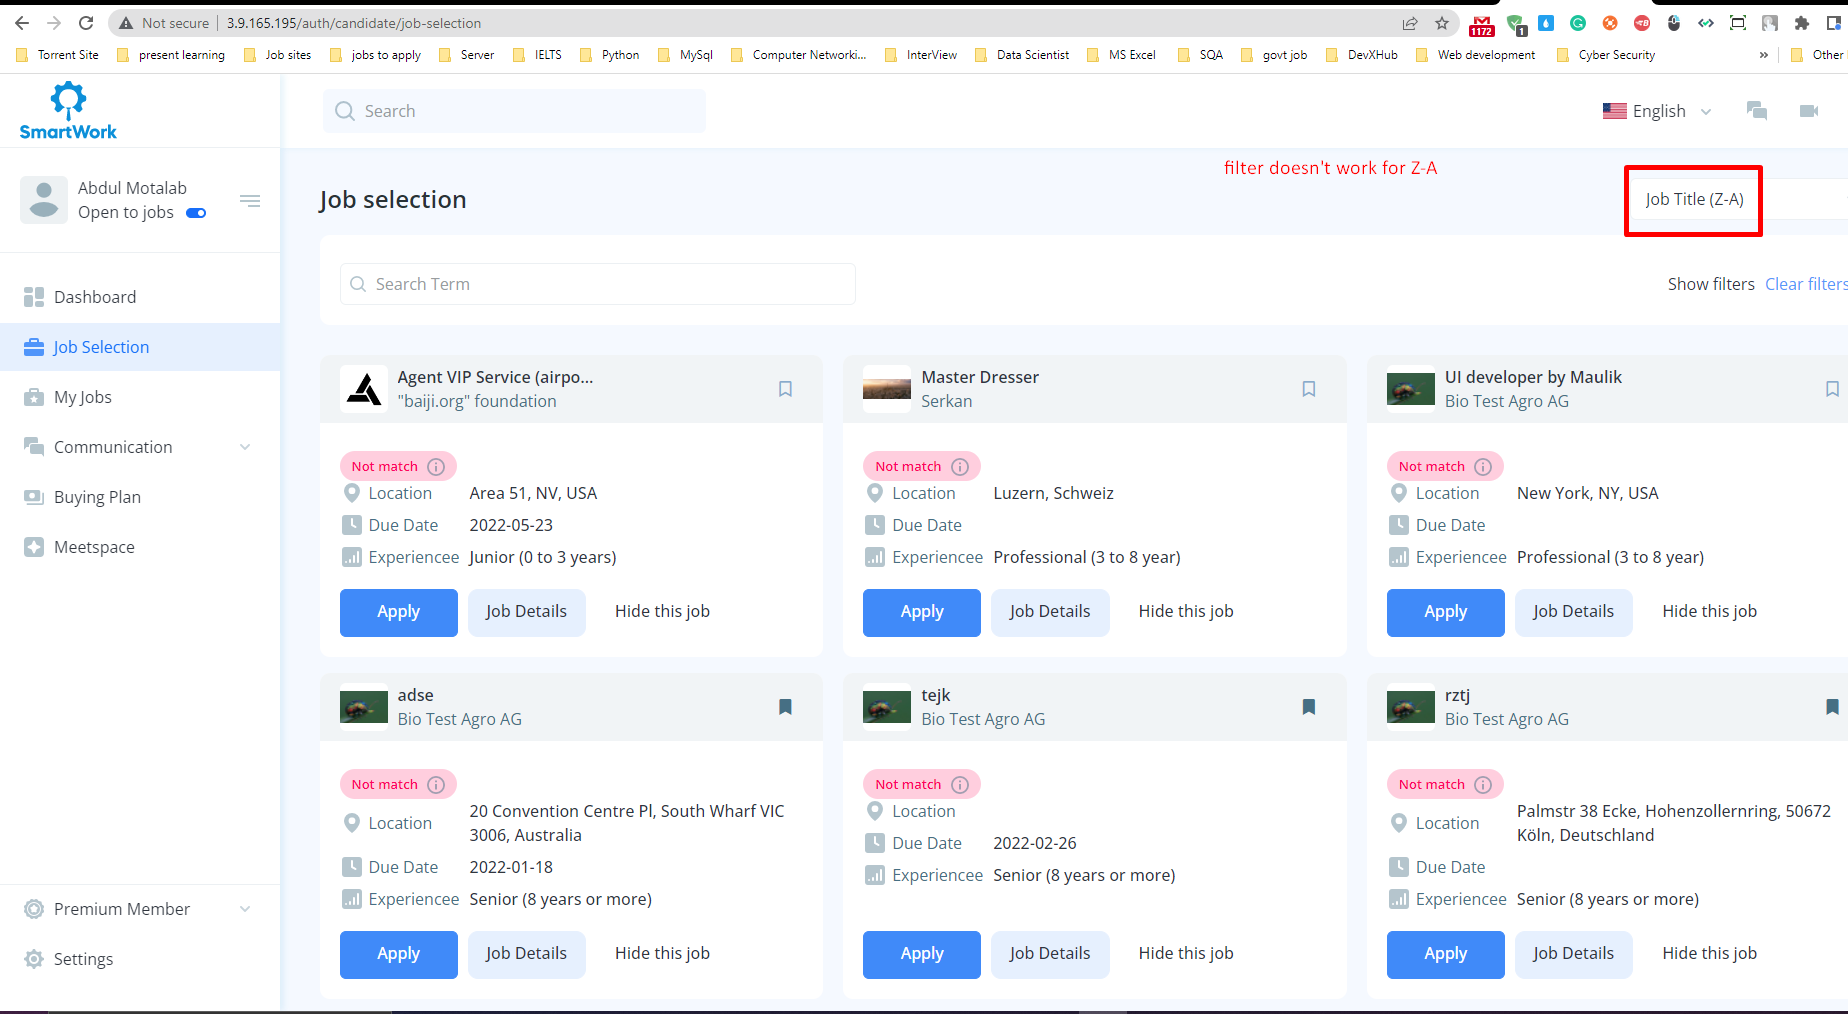 Not secure 3.9.165.195/auth/candidate/job-selection
1172 1
Torrent Site present learning Job sites jobs to apply Server IELTS Python MySql Computer Networki... InterView Data Scientist MS Excel SQA govt job DevXHub Web development Cyber Security » Other
SmartWork
Search
English
Abdul Motalab
Open to jobs
filter doesn't work for Z-A
Job selection
Job Title (Z-A)
Search Term
Show filters Clear filters
Dashboard
Job Selection
My Jobs
Communication
Buying Plan
Meetspace
Premium Member
Settings
Agent VIP Service (airpo...
"baiji.org" foundation
Not match
Location Area 51, NV, USA
Due Date 2022-05-23
Experiencee Junior (0 to 3 years)
Apply Job Details Hide this job
Master Dresser
Serkan
Not match
Location Luzern, Schweiz
Due Date
Experiencee Professional (3 to 8 year)
Apply Job Details Hide this job
UI developer by Maulik
Bio Test Agro AG
Not match
Location New York, NY, USA
Due Date
Experiencee Professional (3 to 8 year)
Apply Job Details Hide this job
adse
Bio Test Agro AG
Not match
Location 20 Convention Centre Pl, South Wharf VIC
3006, Australia
Due Date 2022-01-18
Experiencee Senior (8 years or more)
Apply Job Details Hide this job
tejk
Bio Test Agro AG
Not match
Location
Due Date 2022-02-26
Experiencee Senior (8 years or more)
Apply Job Details Hide this job
rztj
Bio Test Agro AG
Not match
Location Palmstr 38 Ecke, Hohenzollernring, 50672
Köln, Deutschland
Due Date
Experiencee Senior (8 years or more)
Apply Job Details Hide this job